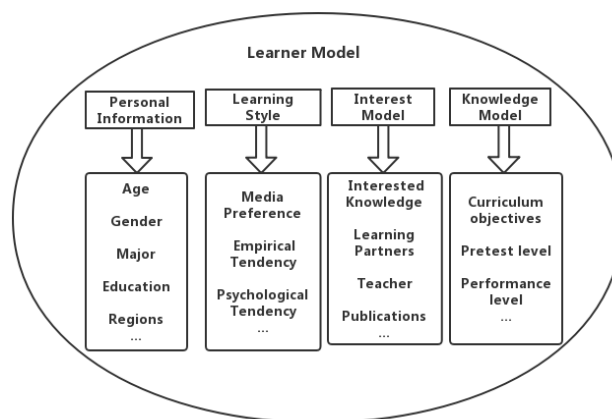 Learner Model
Personal
Information
Learning
Style
Interest
Model
Knowledge
Model
Age
Gender
Major
Education
Regions
...
Media
Preference
Empirical
Tendency
Psychological
Tendency
...
Interested
Knowledge
Learning
Partners
Teacher
Publications
...
Curriculum
objectives
Pretest level
Performance
level
...